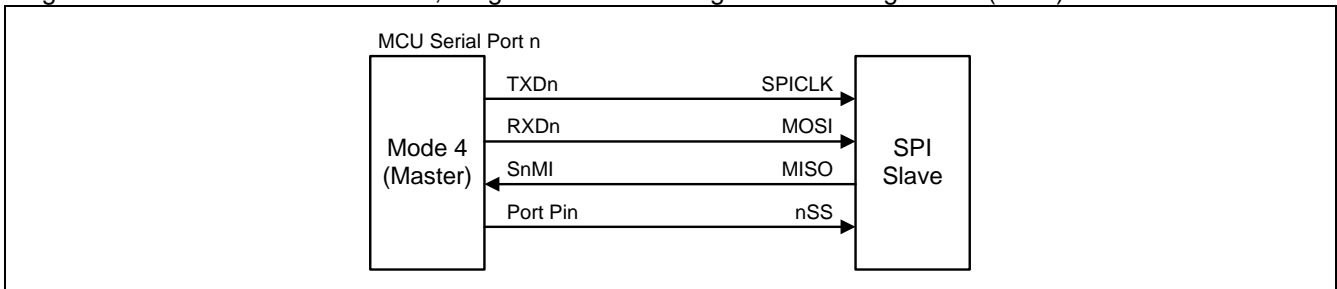 MCU Serial Port n
TXDn SPICLK
RXDn MOSI
Mode 4
(Master)
SPI
Slave
SnMI MISO
Port Pin nSS